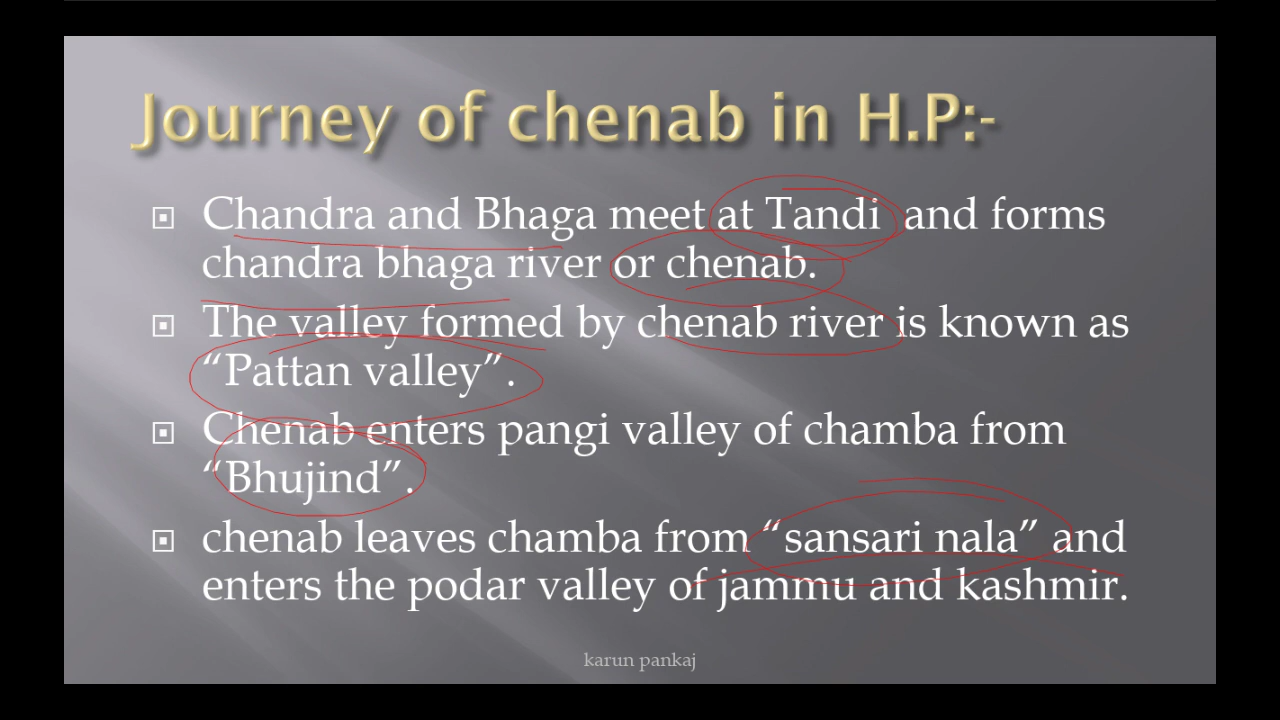 Journey of chenab in H.P:-
Chandra and Bhaga meet at Tandi and forms
chandra bhaga river or chenab.
The valley formed by chenab river is known as
“Pattan valley”.
Chenab enters pangi valley of chamba from
“Bhujind”.
chenab leaves chamba from “sansari nala” and
enters the podar valley of jammu and kashmir.
karun pankaj